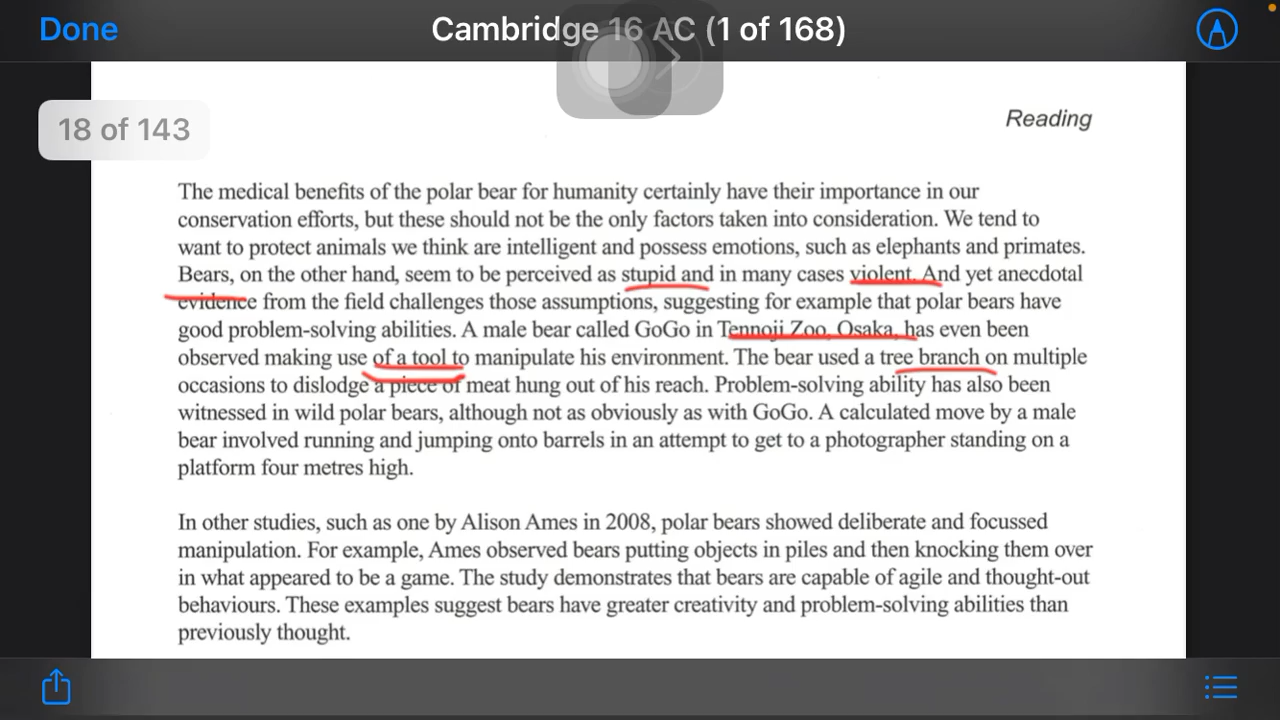 Done
Cambridge 16 AC (1 of 168)
18 of 143
Reading
The medical benefits of the polar bear for humanity certainly have their importance in our
conservation efforts, but these should not be the only factors taken into consideration. We tend to
want to protect animals we think are intelligent and possess emotions, such as elephants and primates.
Bears, on the other hand, seem to be perceived as stupid and in many cases violent. And yet anecdotal
evidence from the field challenges those assumptions, suggesting for example that polar bears have
good problem-solving abilities. A male bear called GoGo in Tennoji Zoo, Osaka, has even been
observed making use of a tool to manipulate his environment. The bear used a tree branch on multiple
occasions to dislodge a piece of meat hung out of his reach. Problem-solving ability has also been
witnessed in wild polar bears, although not as obviously as with GoGo. A calculated move by a male
bear involved running and jumping onto barrels in an attempt to get to a photographer standing on a
platform four metres high.
In other studies, such as one by Alison Ames in 2008, polar bears showed deliberate and focussed
manipulation. For example, Ames observed bears putting objects in piles and then knocking them over
in what appeared to be a game. The study demonstrates that bears are capable of agile and thought-out
behaviours. These examples suggest bears have greater creativity and problem-solving abilities than
previously thought.